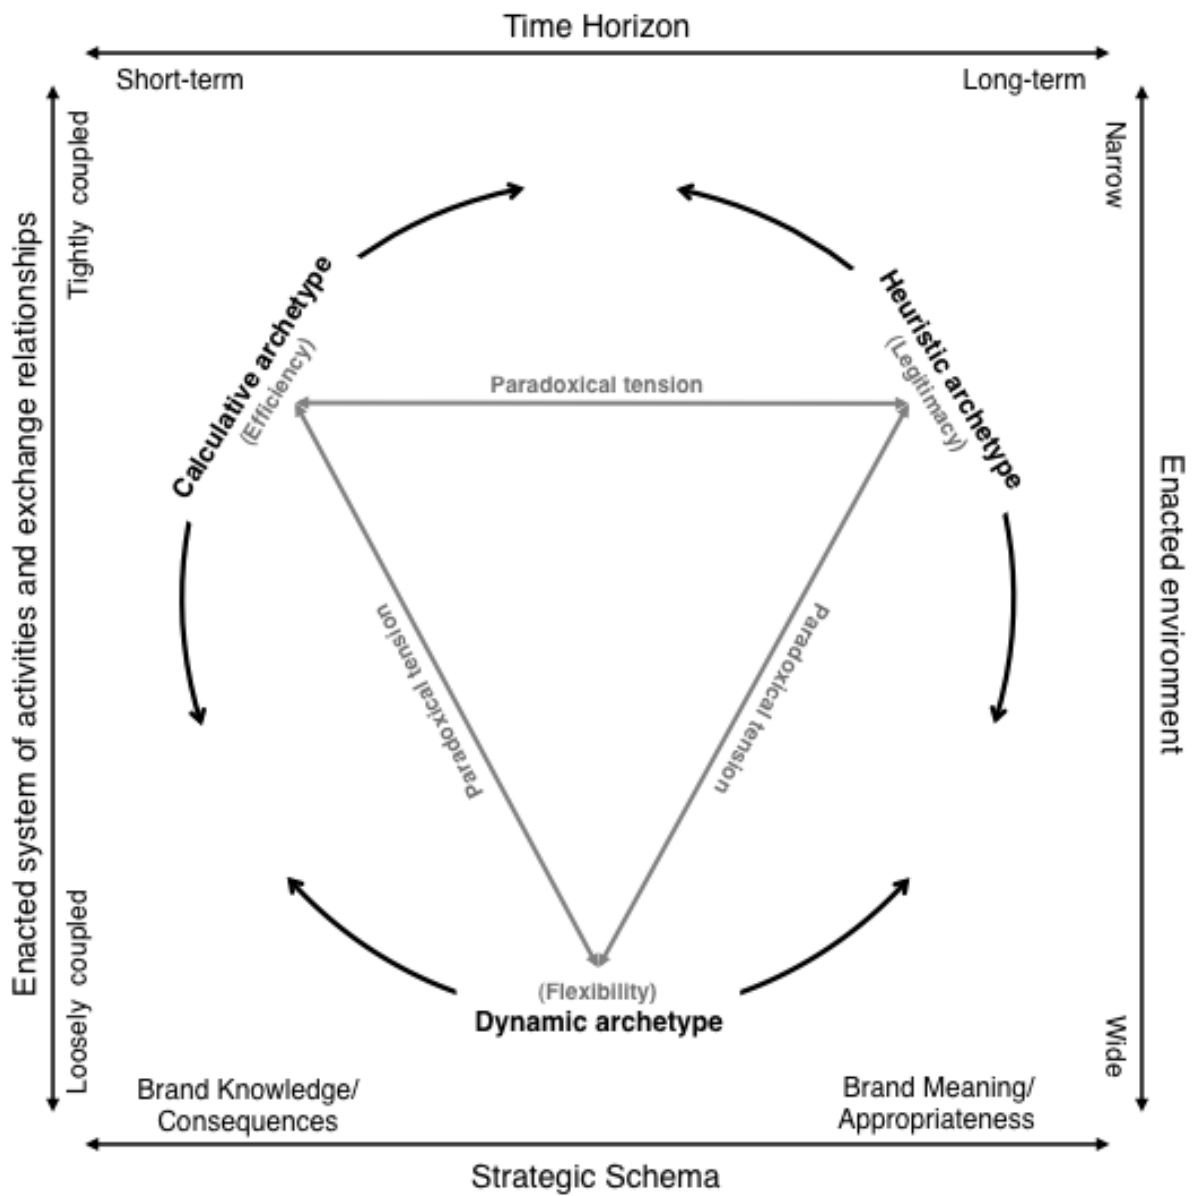 Time Horizon
Short-term
Long-term
Tightly coupled
Narrow
Enacted system of activities and exchange relationships
Calculative archetype
(Efficiency)
Heuristic archetype
(Legitimacy)
Paradoxical tension
Paradoxical tension
Paradoxical tension
Enacted environment
(Flexibility)
Dynamic archetype
Loosely coupled
Wide
Brand Knowledge/
Consequences
Brand Meaning/
Appropriateness
Strategic Schema